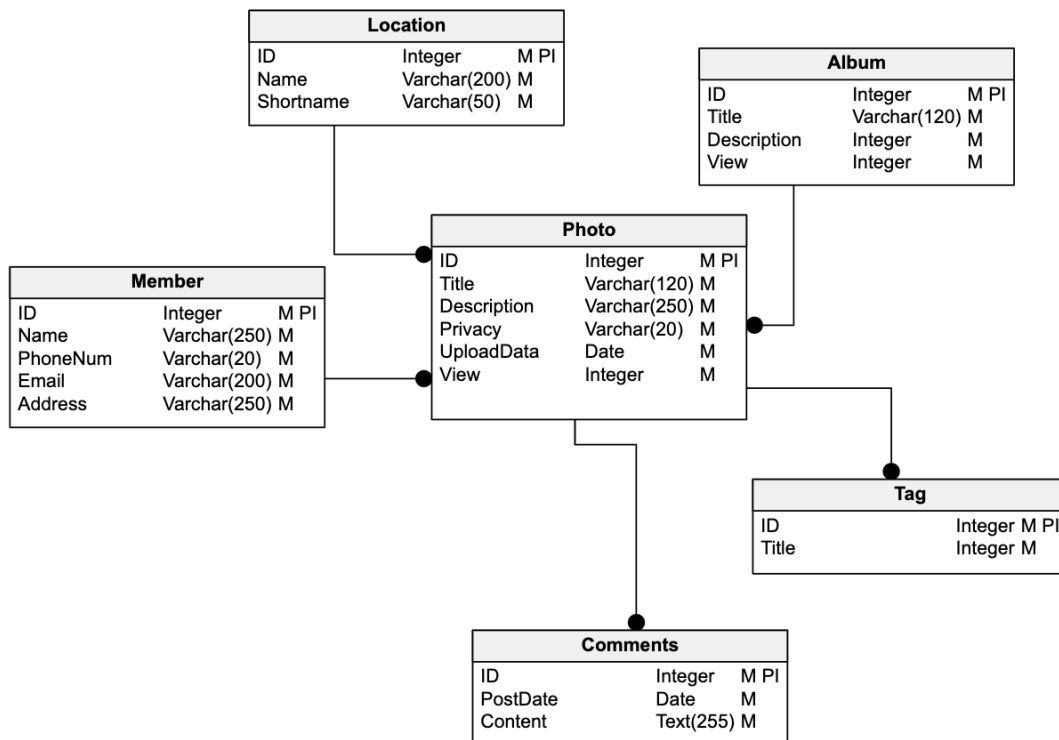 Location
ID Integer M PI
Name Varchar(200) M
Shortname Varchar(50) M
Album
ID Integer M PI
Title Varchar(120) M
Description Integer M
View Integer M
Photo
ID Integer M PI
Title Varchar(120) M
Description Varchar(250) M
Privacy Varchar(20) M
UploadData Date M
View Integer M
Member
ID Integer M PI
Name Varchar(250) M
PhoneNum Varchar(20) M
Email Varchar(200) M
Address Varchar(250) M
Tag
ID Integer M PI
Title Integer M
Comments
ID Integer M PI
PostDate Date M
Content Text(255) M